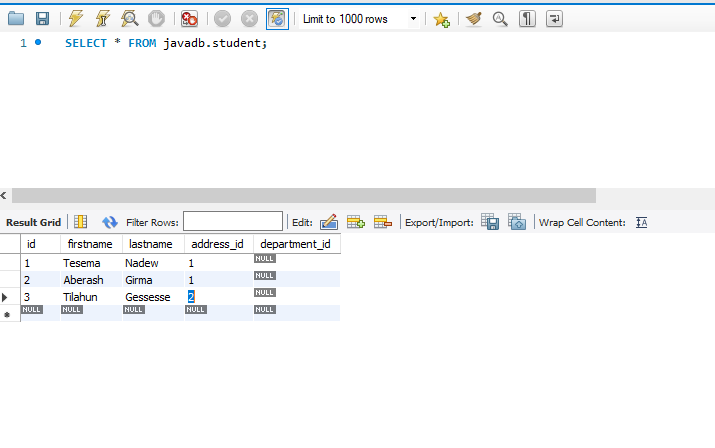 Limit to 1000 rows
1 SELECT * FROM javadb.student;
Result Grid Filter Rows: Edit: Export/Import: Wrap Cell Content:
id firstname lastname address_id department_id
1 Tesema Nadew 1 NULL
2 Aberash Girma 1 NULL
3 Tilahun Gessesse 2 NULL
NULL NULL NULL NULL NULL